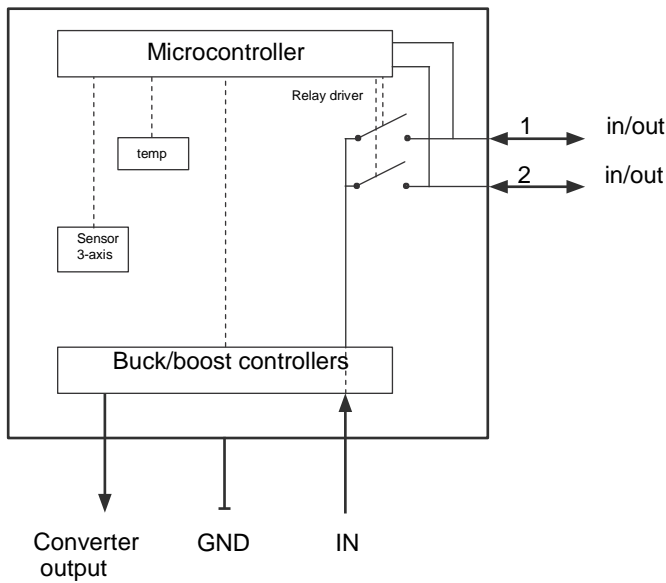 Microcontroller
Relay driver
1 in/out
temp
2 in/out
Sensor
3-axis
Buck/boost controllers
Converter
output
GND
IN